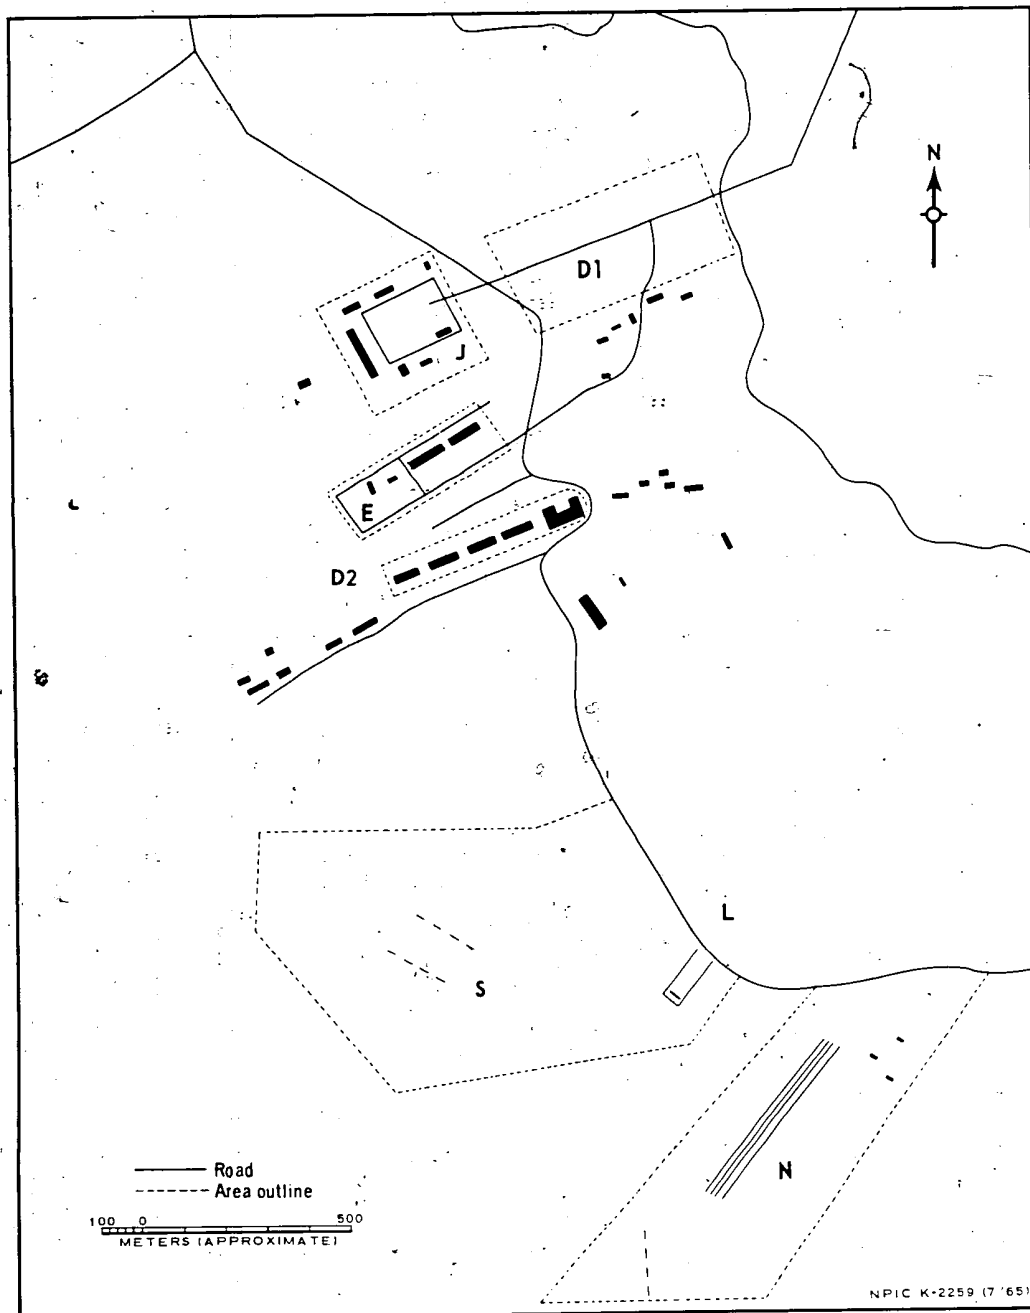 N
D1
J
E
D2
L
S
N
Road
Area outline
100 0 500
METERS (APPROXIMATE)
NPIC K-2259 (7/65)